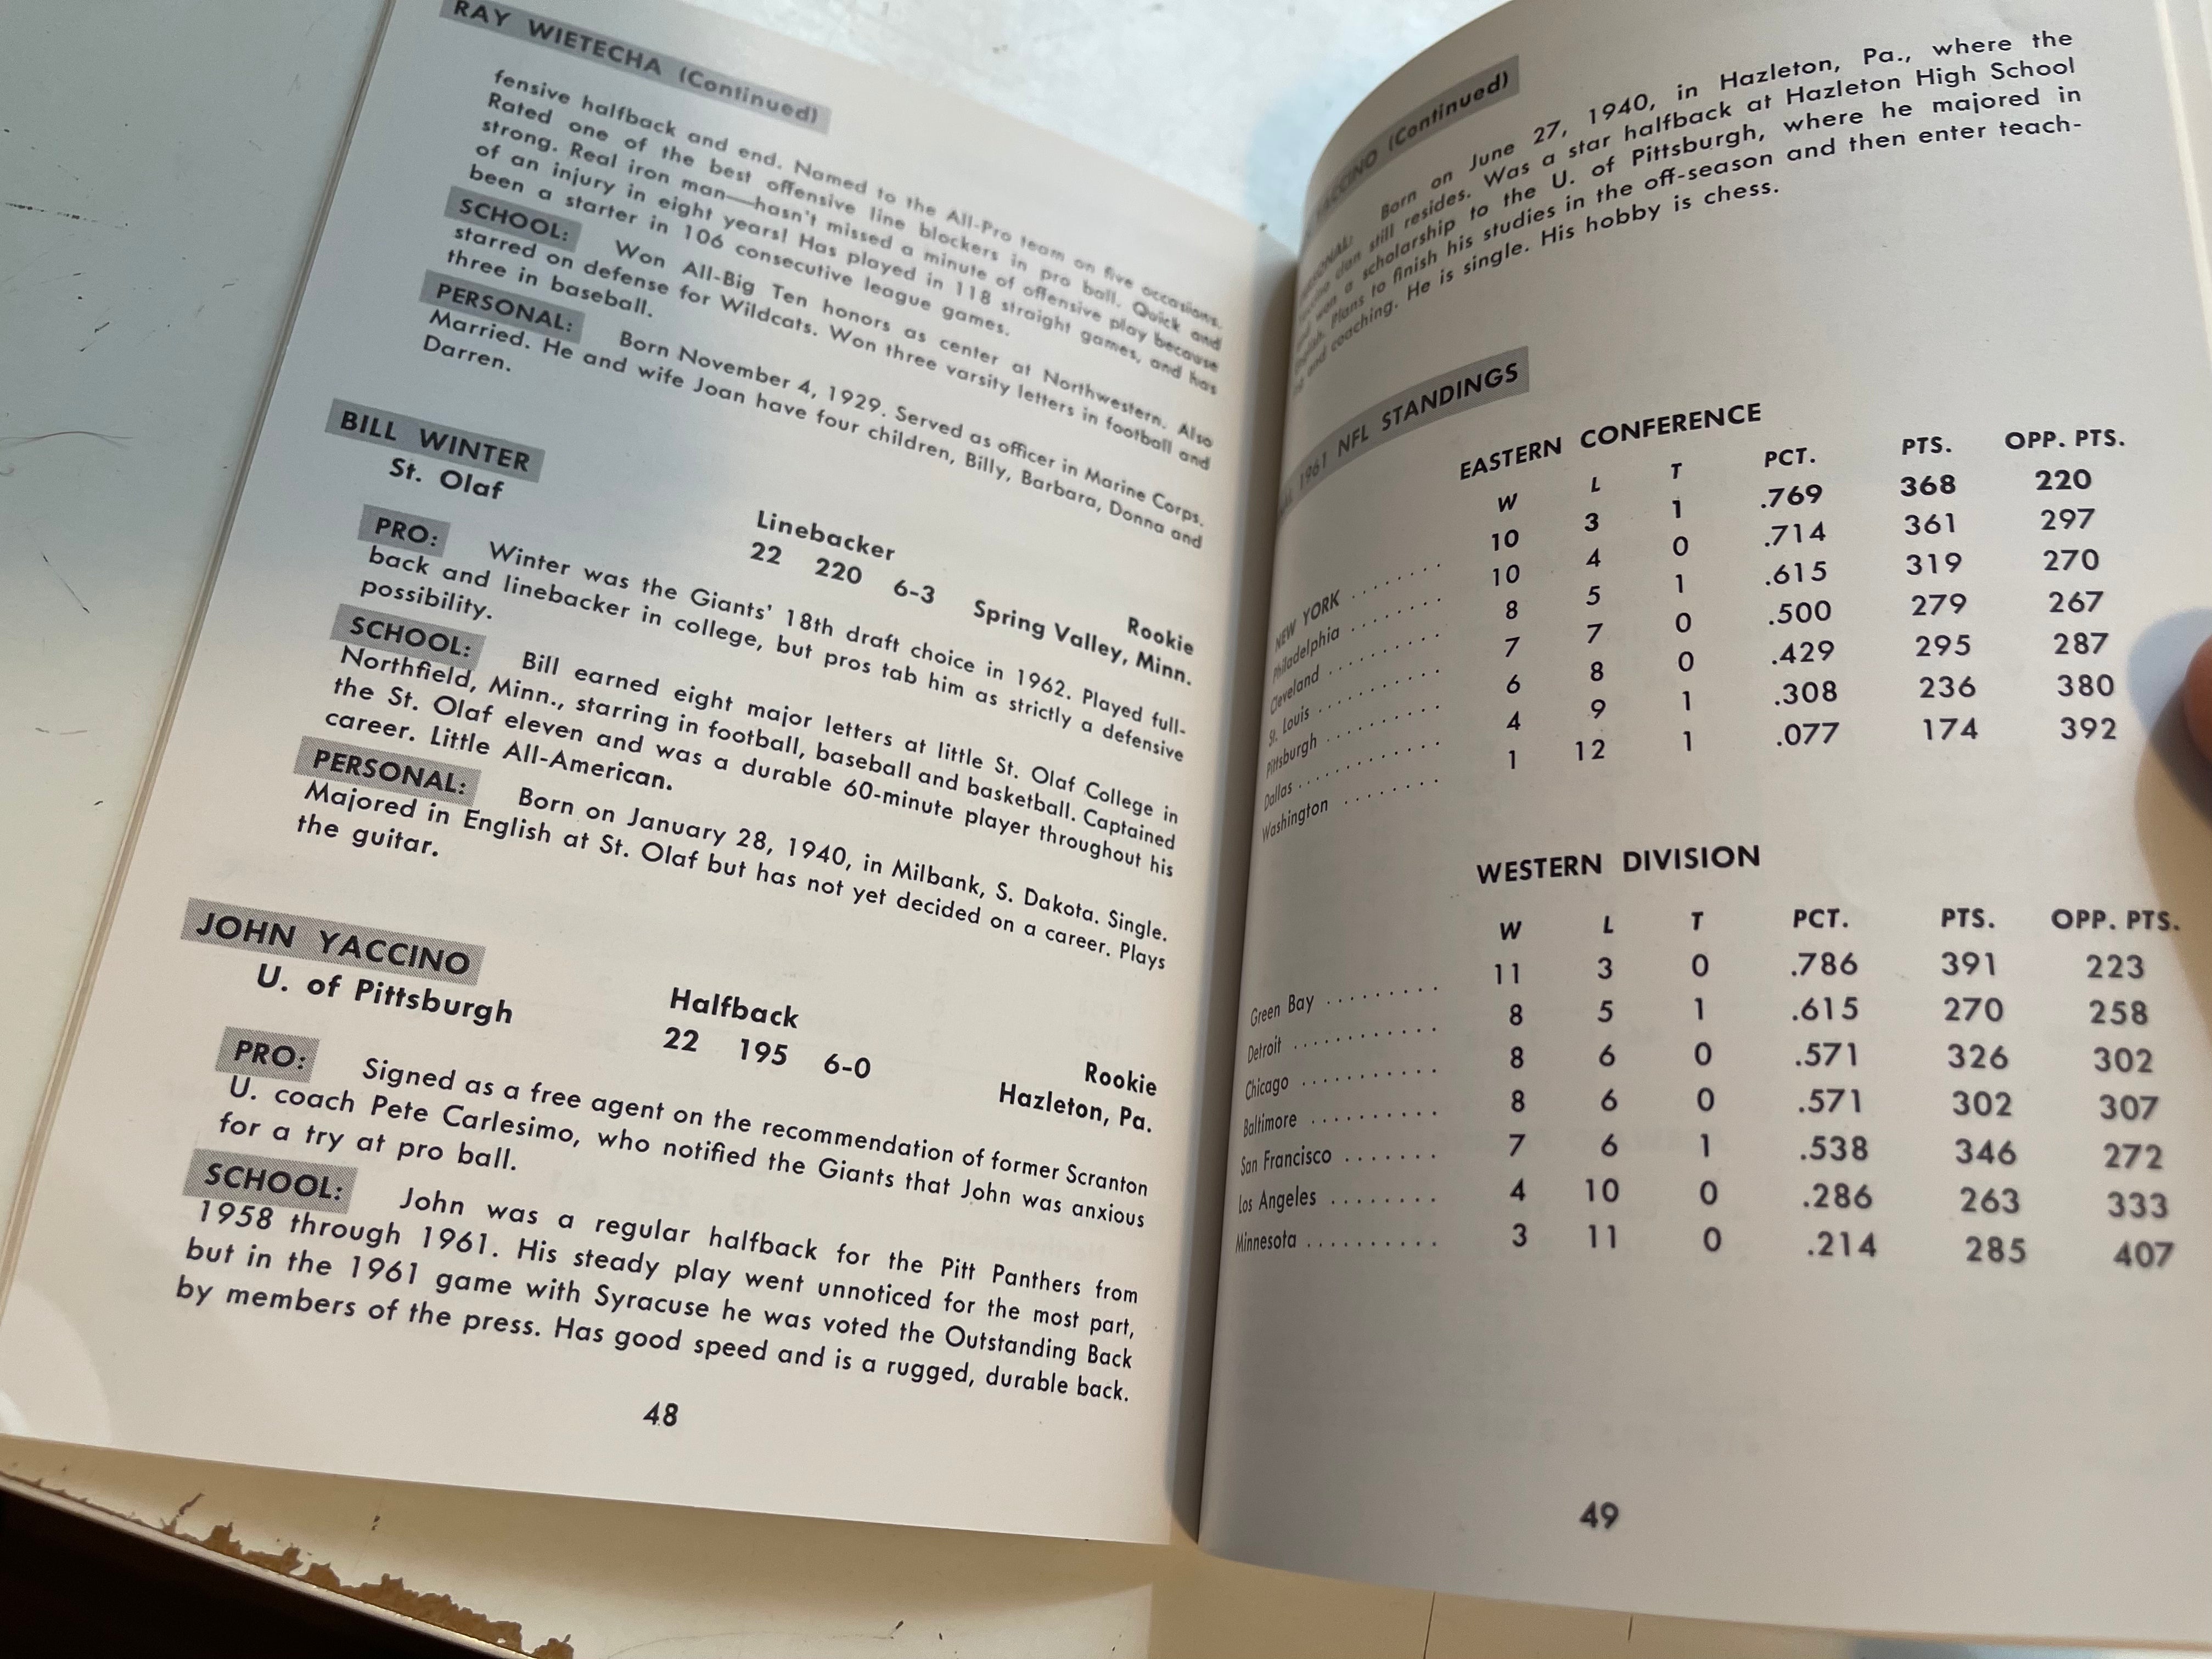 RAY WIETECHA (Continued)
fensive halfback and end. Named to the All-Pro team on five occasions.
Rated one of the best offensive line blockers in pro ball. Quick and
strong. Real iron man—hasn't missed a minute of offensive play because
of an injury in eight years! Has played in 118 straight games, and has
been a starter in 106 consecutive league games.
SCHOOL: Won All-Big Ten honors as center at Northwestern. Also
starred on defense for Wildcats. Won three varsity letters in football and
three in baseball.
PERSONAL: Born November 4, 1929. Served as officer in Marine Corps.
Married. He and wife Joan have four children, Billy, Barbara, Donna and
Darren.
BILL WINTER
Linebacker Rookie
St. Olaf 22 220 6-3 Spring Valley, Minn.
PRO: Winter was the Giants' 18th draft choice in 1962. Played full-
back and linebacker in college, but pros tab him as strictly a defensive
possibility.
SCHOOL: Bill earned eight major letters at little St. Olaf College in
Northfield, Minn., starring in football, baseball and basketball. Captained
the St. Olaf eleven and was a durable 60-minute player throughout his
career. Little All-American.
PERSONAL: Born on January 28, 1940, in Milbank, S. Dakota. Single.
Majored in English at St. Olaf but has not yet decided on a career. Plays
the guitar.
JOHN YACCINO
Halfback Rookie
U. of Pittsburgh 22 195 6-0 Hazleton, Pa.
PRO: Signed as a free agent on the recommendation of former Scranton
U. coach Pete Carlesimo, who notified the Giants that John was anxious
for a try at pro ball.
SCHOOL: John was a regular halfback for the Pitt Panthers from
1958 through 1961. His steady play went unnoticed for the most part,
but in the 1961 game with Syracuse he was voted the Outstanding Back
by members of the press. Has good speed and is a rugged, durable back.
48
YACCINO (Continued)
Born on June 27, 1940, in Hazleton, Pa., where the
clan still resides. Was a star halfback at Hazleton High School
won a scholarship to the U. of Pittsburgh, where he majored in
English. Plans to finish his studies in the off-season and then enter teach-
and coaching. He is single. His hobby is chess.
1961 NFL STANDINGS
EASTERN CONFERENCE
W L T PCT. PTS. OPP. PTS.
NEW YORK ........ 10 3 1 .769 368 220
Philadelphia ........ 10 4 0 .714 361 297
Cleveland .......... 8 5 1 .615 319 270
St. Louis .......... 7 7 0 .500 279 267
Pittsburgh .......... 6 8 0 .429 295 287
Dallas ............ 4 9 1 .308 236 380
Washington ........ 1 12 1 .077 174 392
WESTERN DIVISION
W L T PCT. PTS. OPP. PTS.
Green Bay ......... 11 3 0 .786 391 223
Detroit ............ 8 5 1 .615 270 258
Chicago ........... 8 6 0 .571 326 302
Baltimore .......... 8 6 0 .571 302 307
San Francisco ....... 7 6 1 .538 346 272
Los Angeles ........ 4 10 0 .286 263 333
Minnesota .......... 3 11 0 .214 285 407
49